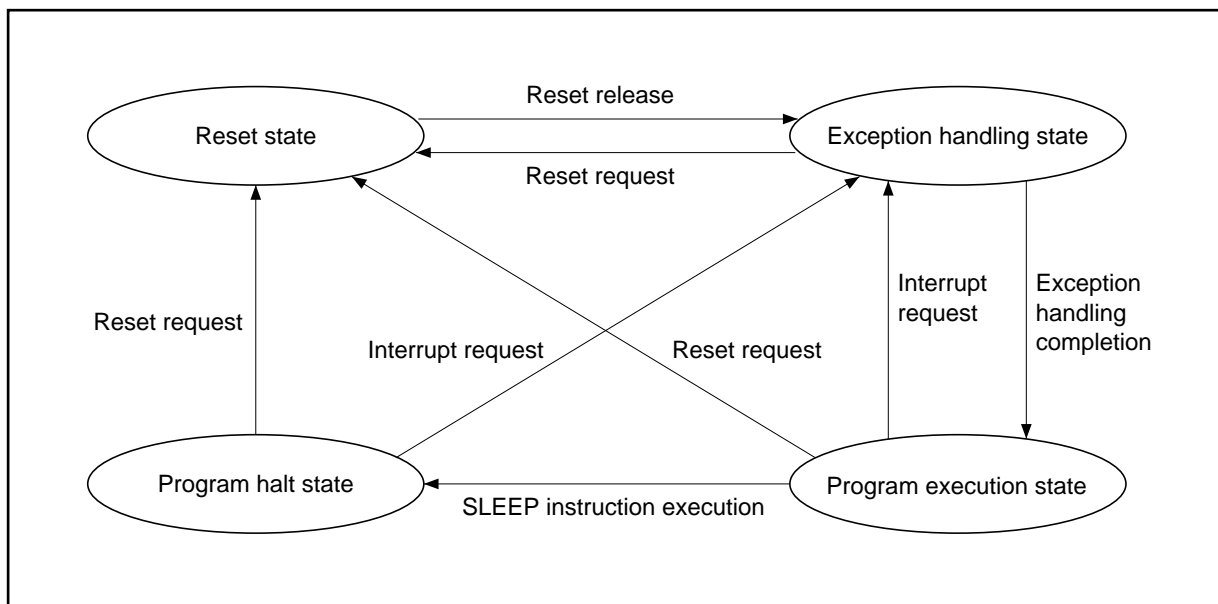 Reset release
Reset state
Exception handling state
Reset request
Interrupt
request
Exception
handling
completion
Reset request
Interrupt request
Reset request
Program halt state
Program execution state
SLEEP instruction execution